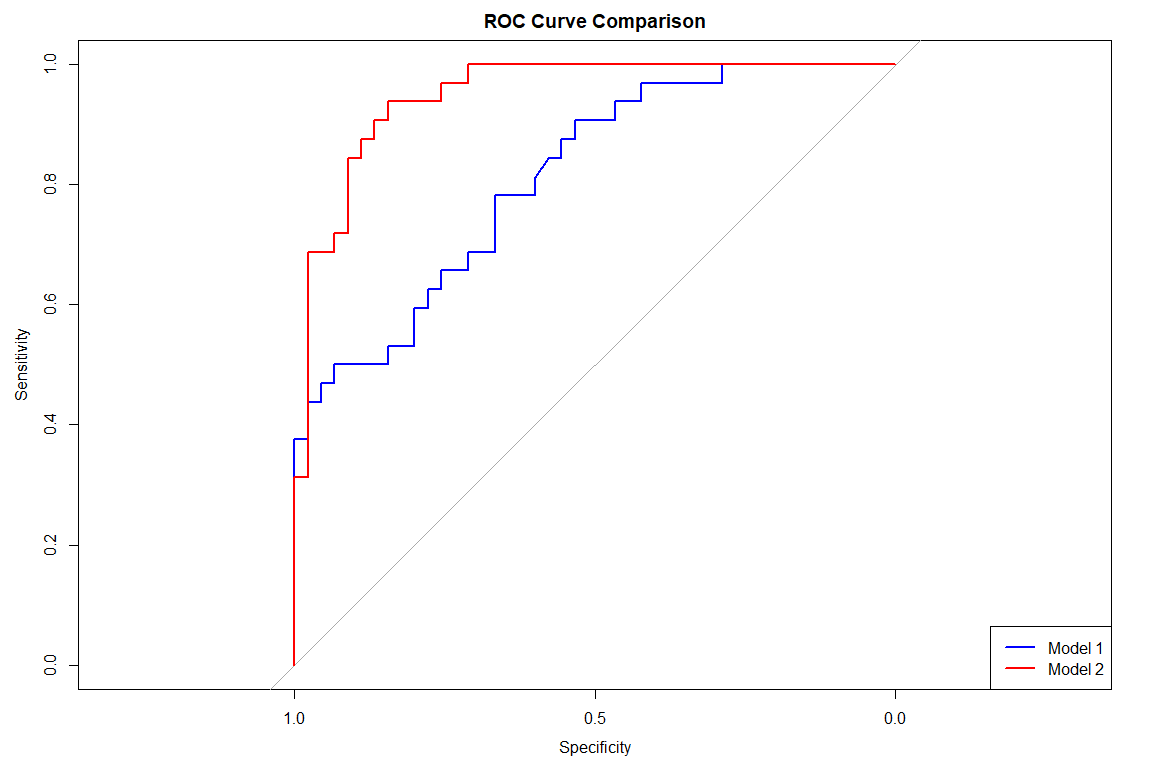 ROC Curve Comparison
Sensitivity
1.0
0.8
0.6
0.4
0.2
0.0
1.0 0.5 0.0
Specificity
Model 1
Model 2